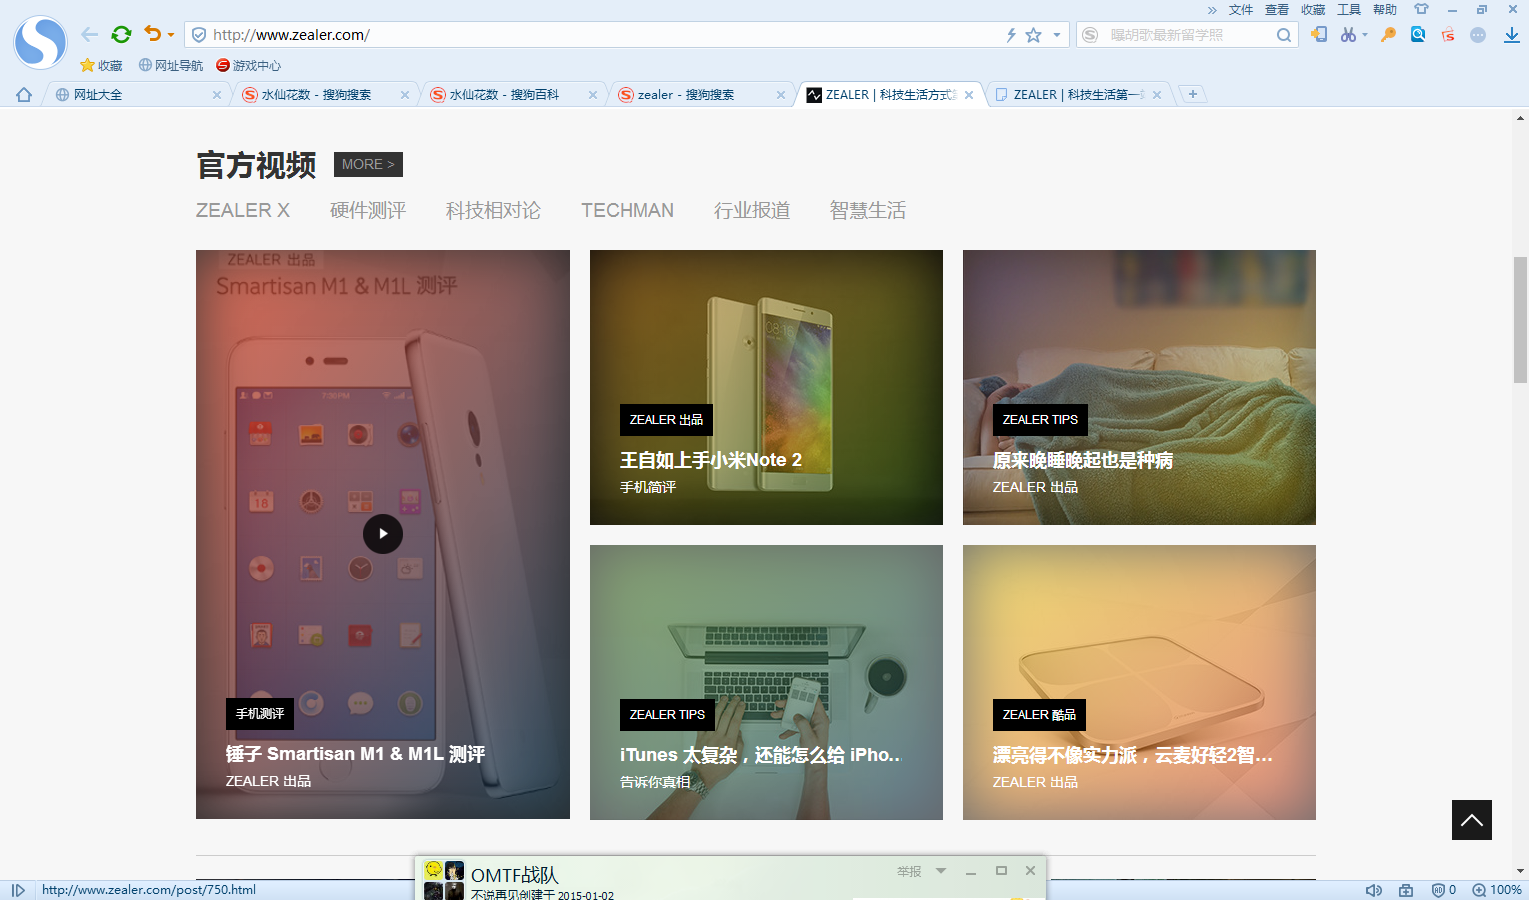 文件 查看 收藏 工具 帮助
http://www.zealer.com/
曝胡歌最新留学照
收藏 网址导航 游戏中心
网址大全
水仙花数 - 搜狗搜索
水仙花数 - 搜狗百科
zealer - 搜狗搜索
ZEALER | 科技生活方式
ZEALER | 科技生活第一
官方视频 MORE >
ZEALER X 硬件测评 科技相对论 TECHMAN 行业报道 智慧生活
ZEALER 出品
Smartisan M1 & M1L 测评
7:30PM
18
手机测评
锤子 Smartisan M1 & M1L 测评
ZEALER 出品
08:18
ZEALER 出品
王自如上手小米Note 2
手机简评
ZEALER TIPS
原来晚睡晚起也是种病
ZEALER 出品
ZEALER TIPS
iTunes 太复杂，还能怎么给 iPho...
告诉你真相
ZEALER 酷品
漂亮得不像实力派，云麦好轻2智...
ZEALER 出品
OMTF战队
举报
不说再见创建于 2015-01-02
http://www.zealer.com/post/750.html
0
100%